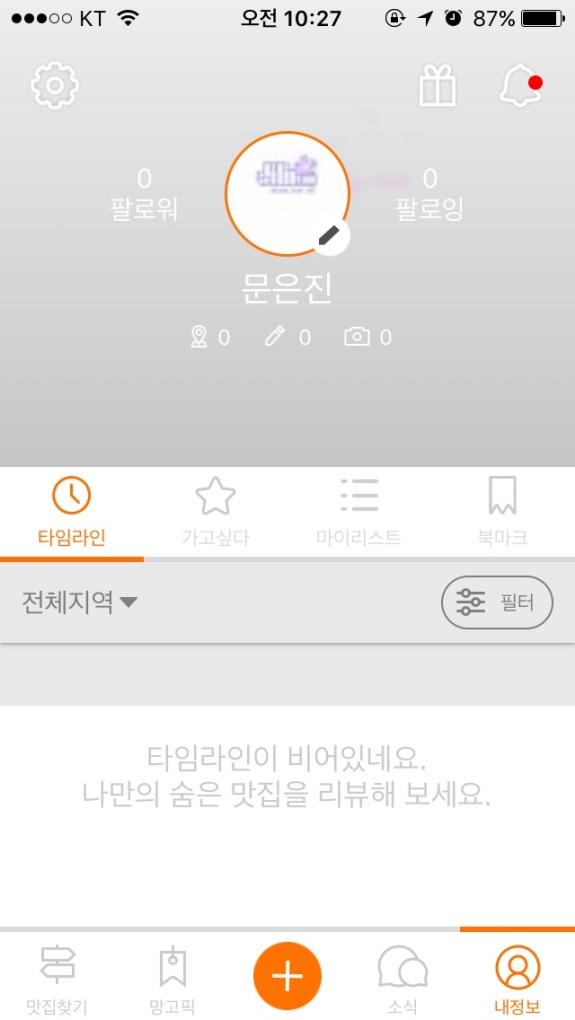 KT 오전 10:27 87%
0 0
팔로워 팔로잉
문은진
0 0 0
타임라인 가고싶다 마이리스트 북마크
전체지역 필터
타임라인이 비어있네요.
나만의 숨은 맛집을 리뷰해 보세요.
맛집찾기 망고픽 소식 내정보